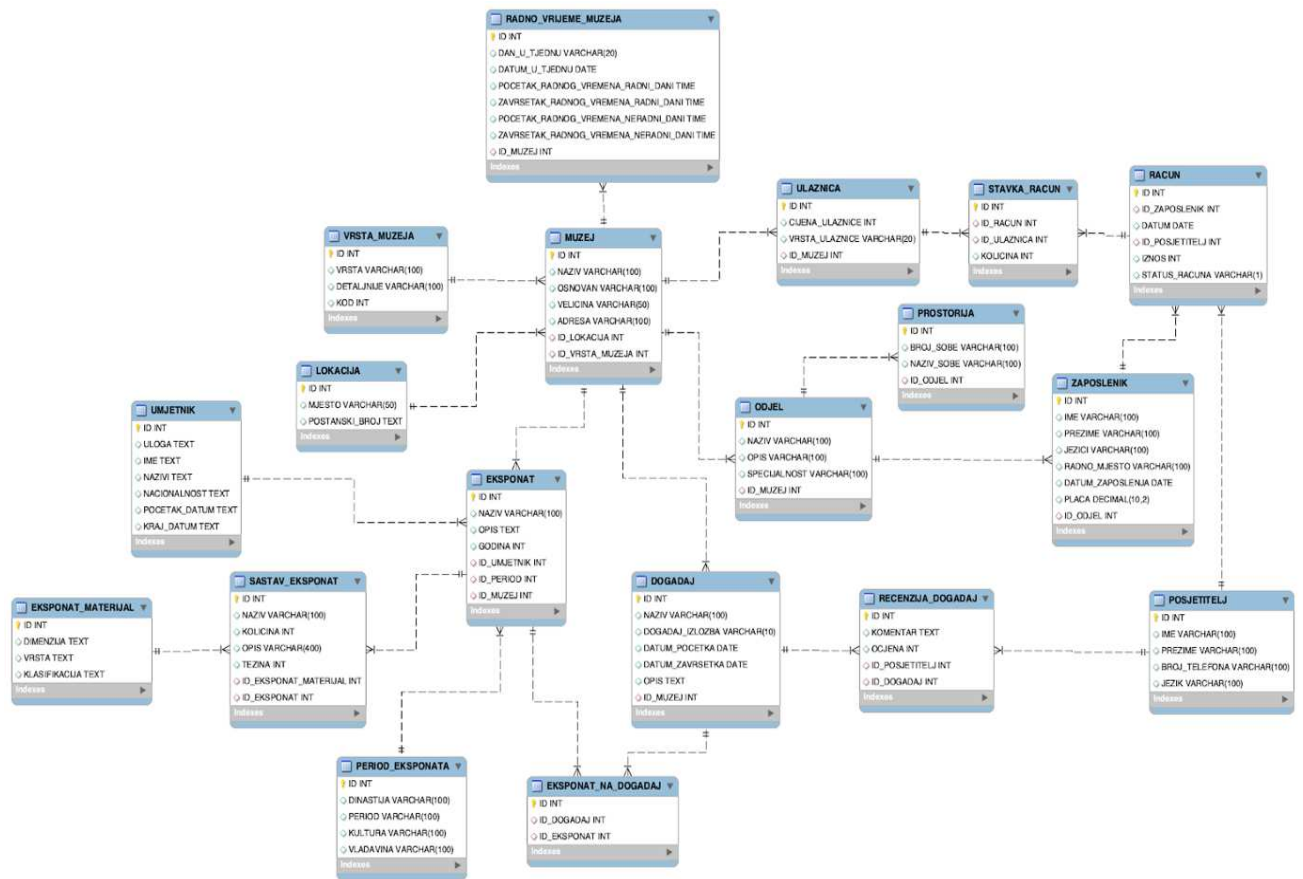 RADNO_VRIJEME_MUZEJA
ID INT
DAN_U_TJEDNU VARCHAR(20)
DATUM_U_TJEDNU DATE
POCETAK_RADNOG_VREMENA_RADNI_DANI TIME
ZAVRSETAK_RADNOG_VREMENA_RADNI_DANI TIME
POCETAK_RADNOG_VREMENA_NERADNI_DANI TIME
ZAVRSETAK_RADNOG_VREMENA_NERADNI_DANI TIME
ID_MUZEJ INT
Indexes
VRSTA_MUZEJA
ID INT
VRSTA VARCHAR(100)
DETALJNIJE VARCHAR(100)
KOD INT
Indexes
MUZEJ
ID INT
NAZIV VARCHAR(100)
OSNOVAN VARCHAR(100)
VELICINA VARCHAR(50)
ADRESA VARCHAR(100)
ID_LOKACIJA INT
ID_VRSTA_MUZEJA INT
Indexes
ULAZNICA
ID INT
CIJENA_ULAZNICE INT
VRSTA_ULAZNICE VARCHAR(20)
ID_MUZEJ INT
Indexes
STAVKA_RACUN
ID INT
ID_RACUN INT
ID_ULAZNICA INT
KOLICINA INT
Indexes
RACUN
ID INT
ID_ZAPOSLENIK INT
DATUM DATE
ID_POSJETITELJ INT
IZNOS INT
STATUS_RACUNA VARCHAR(1)
Indexes
PROSTORIJA
ID INT
BROJ_SOBE VARCHAR(100)
NAZIV_SOBE VARCHAR(100)
ID_ODJEL INT
Indexes
LOKACIJA
ID INT
MJESTO VARCHAR(50)
POSTANSKI_BROJ TEXT
Indexes
UMJETNIK
ID INT
ULOGA TEXT
IME TEXT
NAZIVI TEXT
NACIONALNOST TEXT
POCETAK_DATUM TEXT
KRAJ_DATUM TEXT
Indexes
ODJEL
ID INT
NAZIV VARCHAR(100)
OPIS VARCHAR(100)
SPECIJALNOST VARCHAR(100)
ID_MUZEJ INT
Indexes
ZAPOSLENIK
ID INT
IME VARCHAR(100)
PREZIME VARCHAR(100)
JEZICI VARCHAR(100)
RADNO_MJESTO VARCHAR(100)
DATUM_ZAPOSLENJA DATE
PLACA DECIMAL(10,2)
ID_ODJEL INT
Indexes
EKSPONAT
ID INT
NAZIV VARCHAR(100)
OPIS TEXT
GODINA INT
ID_UMJETNIK INT
ID_PERIOD INT
ID_MUZEJ INT
Indexes
EKSPONAT_MATERIJAL
ID INT
DIMENZIJA TEXT
VRSTA TEXT
KLASIFIKACIJA TEXT
Indexes
SASTAV_EKSPONAT
ID INT
NAZIV VARCHAR(100)
KOLICINA INT
OPIS VARCHAR(400)
TEZINA INT
ID_EKSPONAT_MATERIJAL INT
ID_EKSPONAT INT
Indexes
DOGADAJ
ID INT
NAZIV VARCHAR(100)
DOGADAJ_IZLOZBA VARCHAR(10)
DATUM_POCETKA DATE
DATUM_ZAVRSETKA DATE
OPIS TEXT
ID_MUZEJ INT
Indexes
RECENZIJA_DOGADAJ
ID INT
KOMENTAR TEXT
OCJENA INT
ID_POSJETITELJ INT
ID_DOGADAJ INT
Indexes
POSJETITELJ
ID INT
IME VARCHAR(100)
PREZIME VARCHAR(100)
BROJ_TELEFONA VARCHAR(100)
JEZIK VARCHAR(100)
Indexes
PERIOD_EKSPONATA
ID INT
DINASTIJA VARCHAR(100)
PERIOD VARCHAR(100)
KULTURA VARCHAR(100)
VLADAVINA VARCHAR(100)
Indexes
EKSPONAT_NA_DOGADAJ
ID INT
ID_DOGADAJ INT
ID_EKSPONAT INT
Indexes